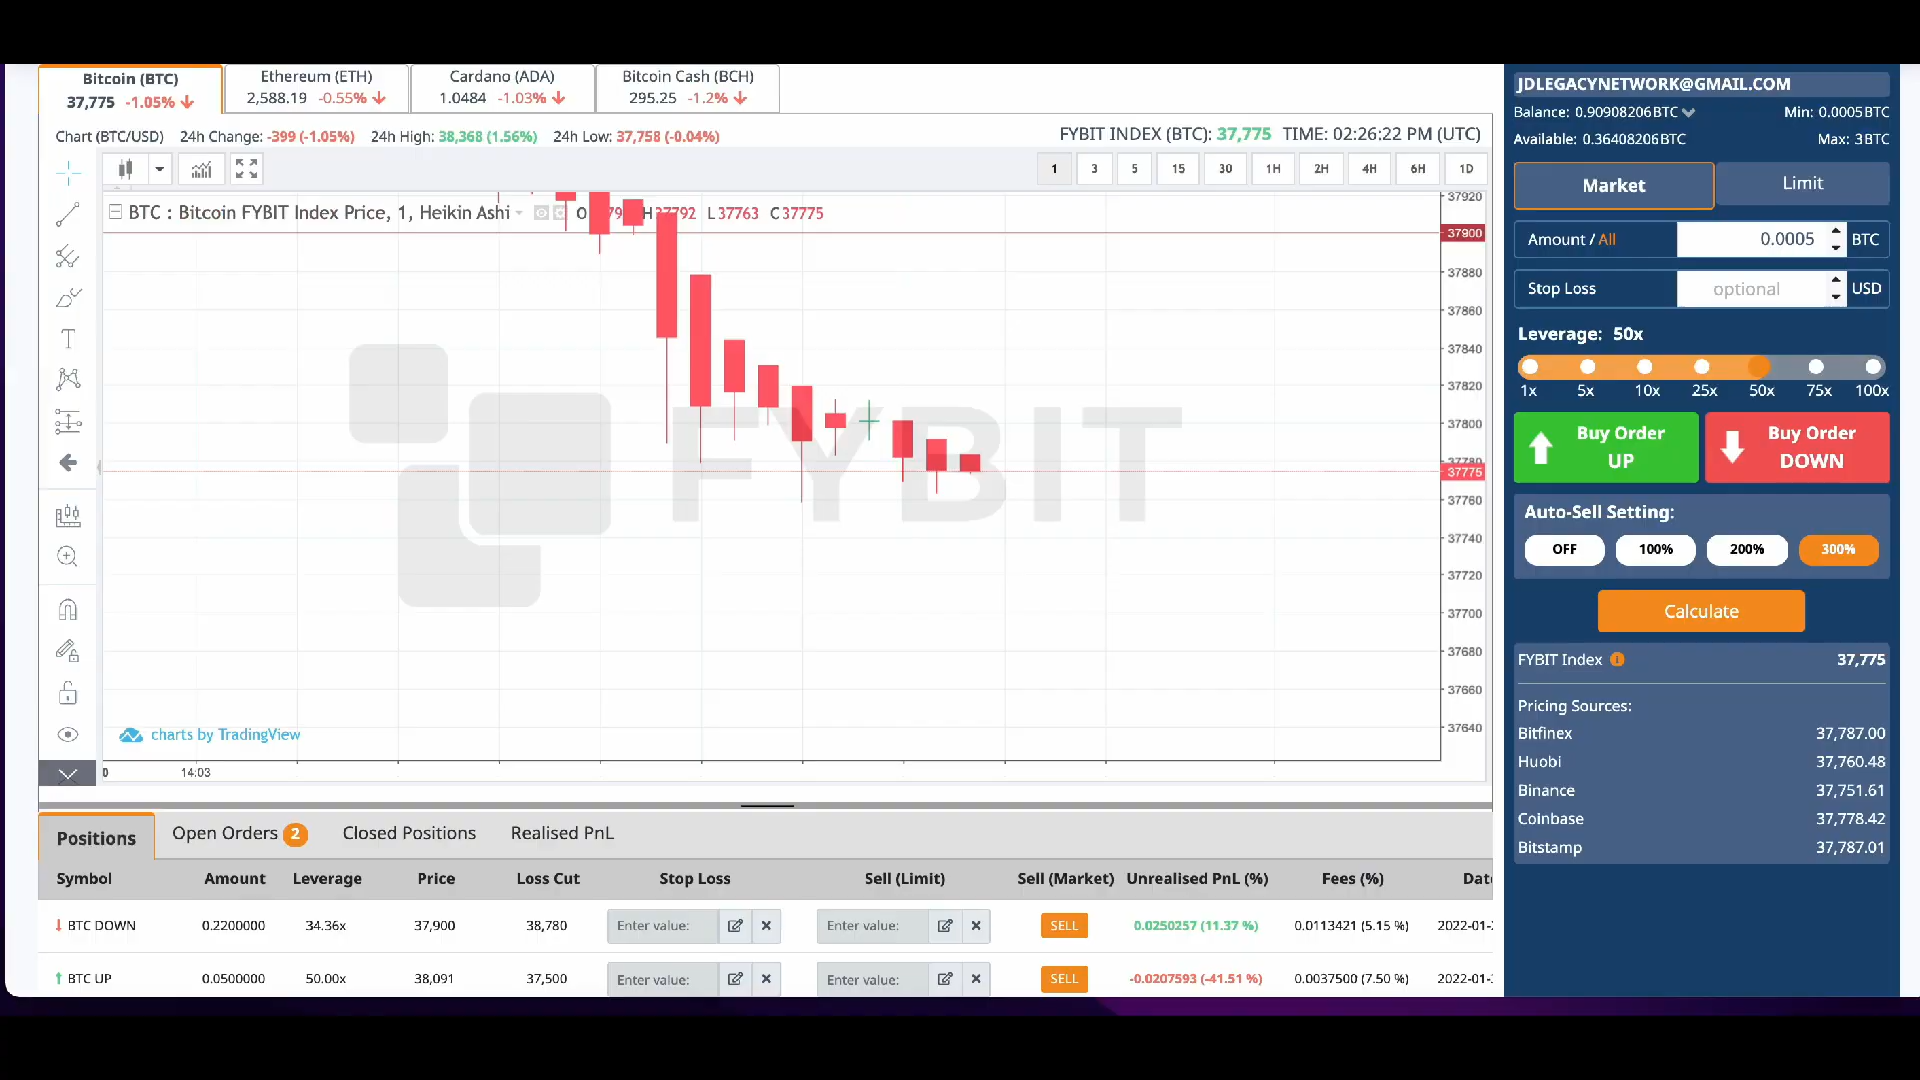 Bitcoin (BTC)
37,775 -1.05%
Ethereum (ETH)
2,588.19 -0.55%
Cardano (ADA)
1.0484 -1.03%
Bitcoin Cash (BCH)
295.25 -1.2%
Chart (BTC/USD) 24h Change: -399 (-1.05%) 24h High: 38,368 (1.56%) 24h Low: 37,758 (-0.04%)
FYBIT INDEX (BTC): 37,775 TIME: 02:26:22 PM (UTC)
1 3 5 15 30 1H 2H 4H 6H 1D
BTC : Bitcoin FYBIT Index Price, 1, Heikin Ashi
H37792 L37763 C37775
37920
37900
37880
37860
37840
37820
37800
37780
37775
37760
37740
37720
37700
37680
37660
37640
FYBIT
charts by TradingView
14:03
JDLEGACYNETWORK@GMAIL.COM
Balance: 0.90908206BTC Min: 0.0005BTC
Available: 0.36408206BTC Max: 3BTC
Market Limit
Amount / All 0.0005 BTC
Stop Loss optional USD
Leverage: 50x
1x 5x 10x 25x 50x 75x 100x
Buy Order
UP
Buy Order
DOWN
Auto-Sell Setting:
OFF 100% 200% 300%
Calculate
FYBIT Index 37,775
Pricing Sources:
Bitfinex 37,787.00
Huobi 37,760.48
Binance 37,751.61
Coinbase 37,778.42
Bitstamp 37,787.01
Positions Open Orders 2 Closed Positions Realised PnL
Symbol Amount Leverage Price Loss Cut Stop Loss Sell (Limit) Sell (Market) Unrealised PnL (%) Fees (%) Date
BTC DOWN 0.2200000 34.36x 37,900 38,780 Enter value: Enter value: SELL 0.0250257 (11.37 %) 0.0113421 (5.15 %) 2022-01-
BTC UP 0.0500000 50.00x 38,091 37,500 Enter value: Enter value: SELL -0.0207593 (-41.51 %) 0.0037500 (7.50 %) 2022-01-